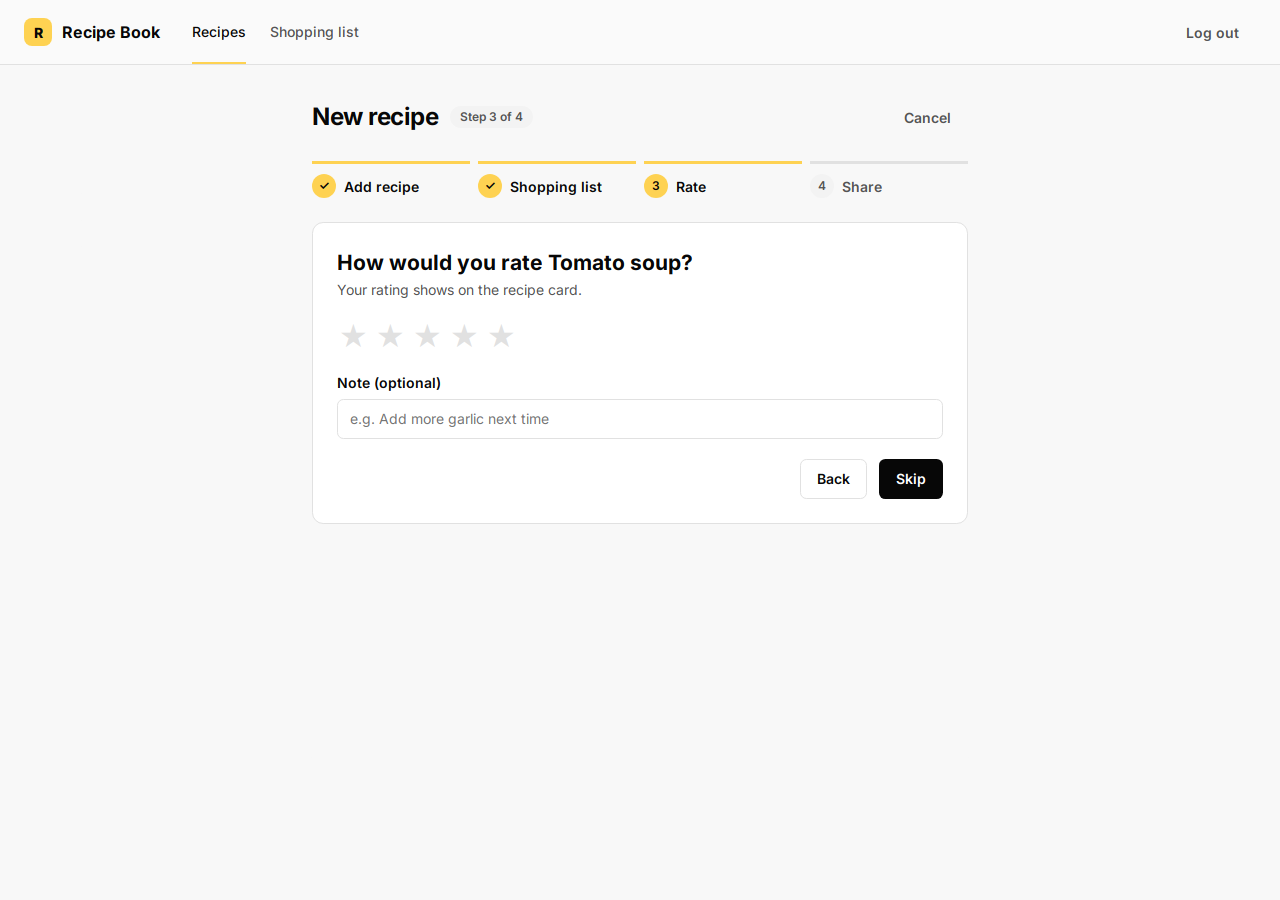 R Recipe Book Recipes Shopping list Log out
New recipe Step 3 of 4 Cancel
Add recipe Shopping list 3 Rate 4 Share
How would you rate Tomato soup?
Your rating shows on the recipe card.
Note (optional)
e.g. Add more garlic next time
Back Skip